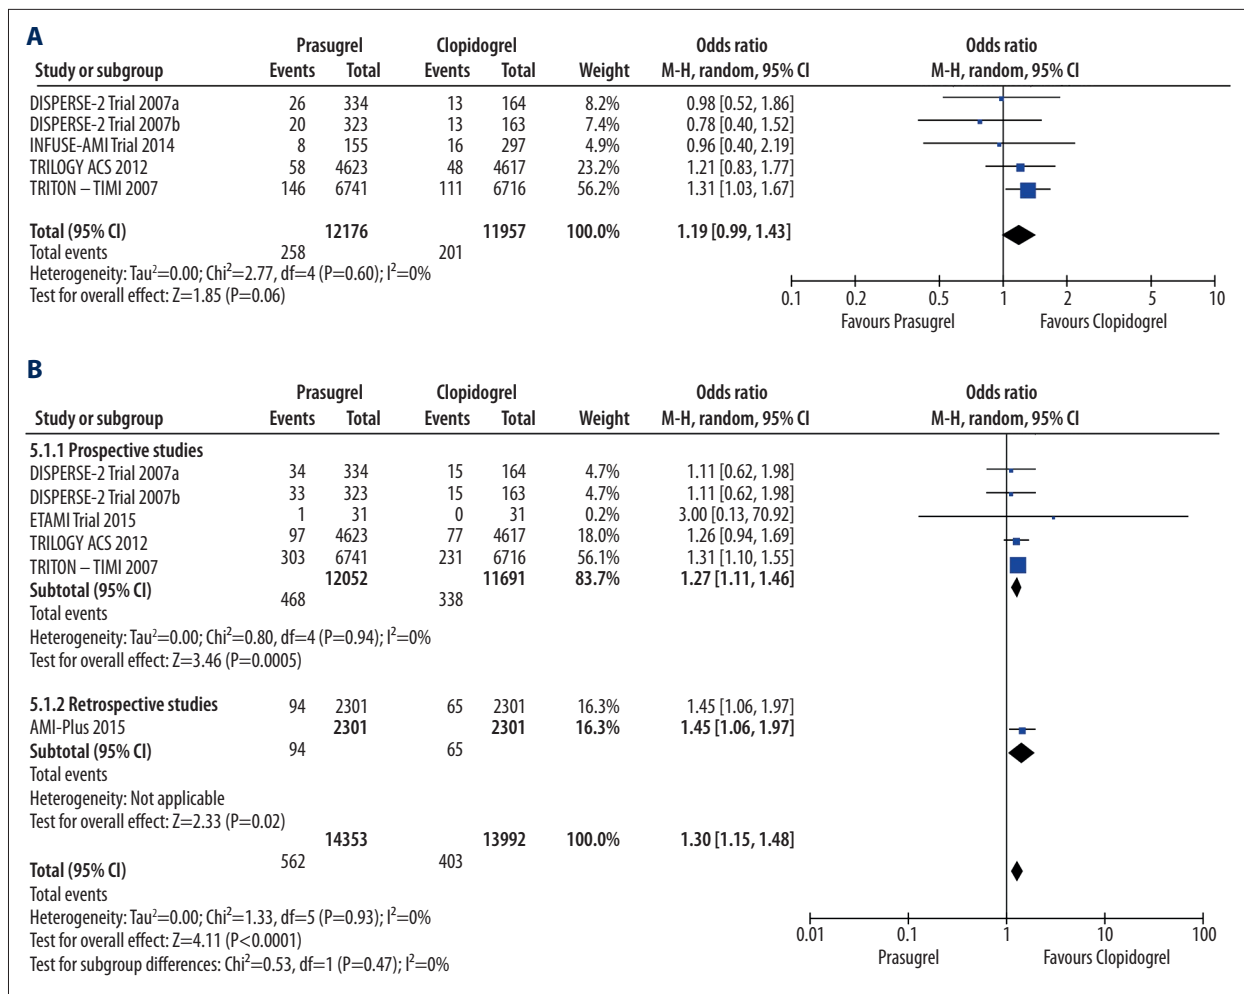 A
Prasugrel Clopidogrel Odds ratio Odds ratio
Study or subgroup Events Total Events Total Weight M-H, random, 95% CI M-H, random, 95% CI
DISPERSE-2 Trial 2007a 26 334 13 164 8.2% 0.98 [0.52, 1.86]
DISPERSE-2 Trial 2007b 20 323 13 163 7.4% 0.78 [0.40, 1.52]
INFUSE-AMI Trial 2014 8 155 16 297 4.9% 0.96 [0.40, 2.19]
TRILOGY ACS 2012 58 4623 48 4617 23.2% 1.21 [0.83, 1.77]
TRITON – TIMI 2007 146 6741 111 6716 56.2% 1.31 [1.03, 1.67]
Total (95% CI) 12176 11957 100.0% 1.19 [0.99, 1.43]
Total events 258 201
Heterogeneity: Tau²=0.00; Chi²=2.77, df=4 (P=0.60); I²=0%
Test for overall effect: Z=1.85 (P=0.06)
0.1 0.2 0.5 1 2 5 10
Favours Prasugrel Favours Clopidogrel
B
Prasugrel Clopidogrel Odds ratio Odds ratio
Study or subgroup Events Total Events Total Weight M-H, random, 95% CI M-H, random, 95% CI
5.1.1 Prospective studies
DISPERSE-2 Trial 2007a 34 334 15 164 4.7% 1.11 [0.62, 1.98]
DISPERSE-2 Trial 2007b 33 323 15 163 4.7% 1.11 [0.62, 1.98]
ETAMI Trial 2015 1 31 0 31 0.2% 3.00 [0.13, 70.92]
TRILOGY ACS 2012 97 4623 77 4617 18.0% 1.26 [0.94, 1.69]
TRITON – TIMI 2007 303 6741 231 6716 56.1% 1.31 [1.10, 1.55]
12052 11691 83.7% 1.27 [1.11, 1.46]
Subtotal (95% CI)
468 338
Total events
Heterogeneity: Tau²=0.00; Chi²=0.80, df=4 (P=0.94); I²=0%
Test for overall effect: Z=3.46 (P=0.0005)
5.1.2 Retrospective studies 94 2301 65 2301 16.3% 1.45 [1.06, 1.97]
AMI-Plus 2015 2301 2301 16.3% 1.45 [1.06, 1.97]
Subtotal (95% CI) 94 65
Total events
Heterogeneity: Not applicable
Test for overall effect: Z=2.33 (P=0.02)
14353 13992 100.0% 1.30 [1.15, 1.48]
562 403
Total (95% CI)
Total events
Heterogeneity: Tau²=0.00; Chi²=1.33, df=5 (P=0.93); I²=0%
Test for overall effect: Z=4.11 (P<0.0001)
Test for subgroup differences: Chi²=0.53, df=1 (P=0.47); I²=0%
0.01 0.1 1 10 100
Prasugrel Favours Clopidogrel